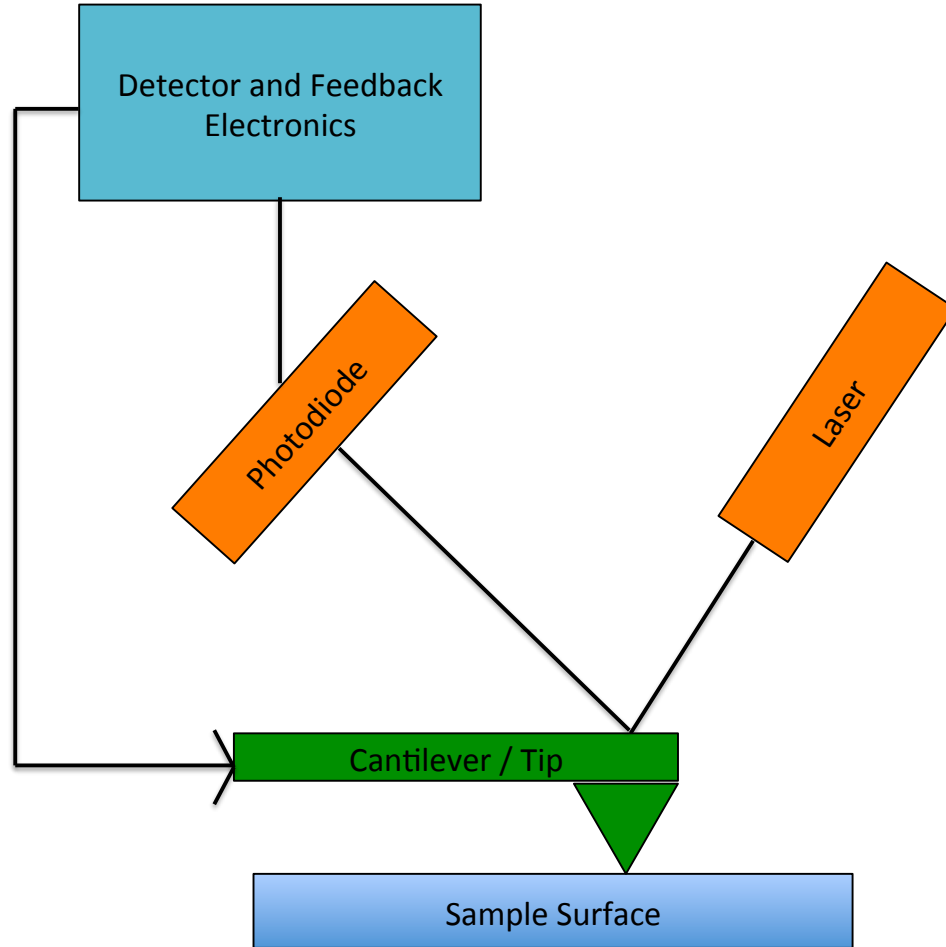 Detector and Feedback
Electronics
Photodiode
Laser
Cantilever / Tip
Sample Surface